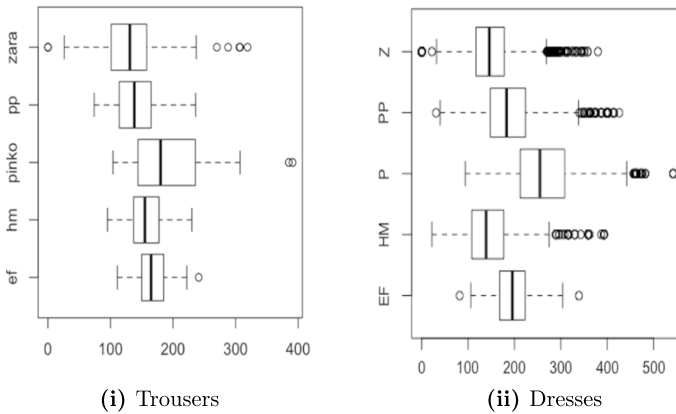 zara
pp
pinko
hm
ef
0 100 200 300 400
(i) Trousers
Z
PP
P
HM
EF
0 100 200 300 400 500
(ii) Dresses